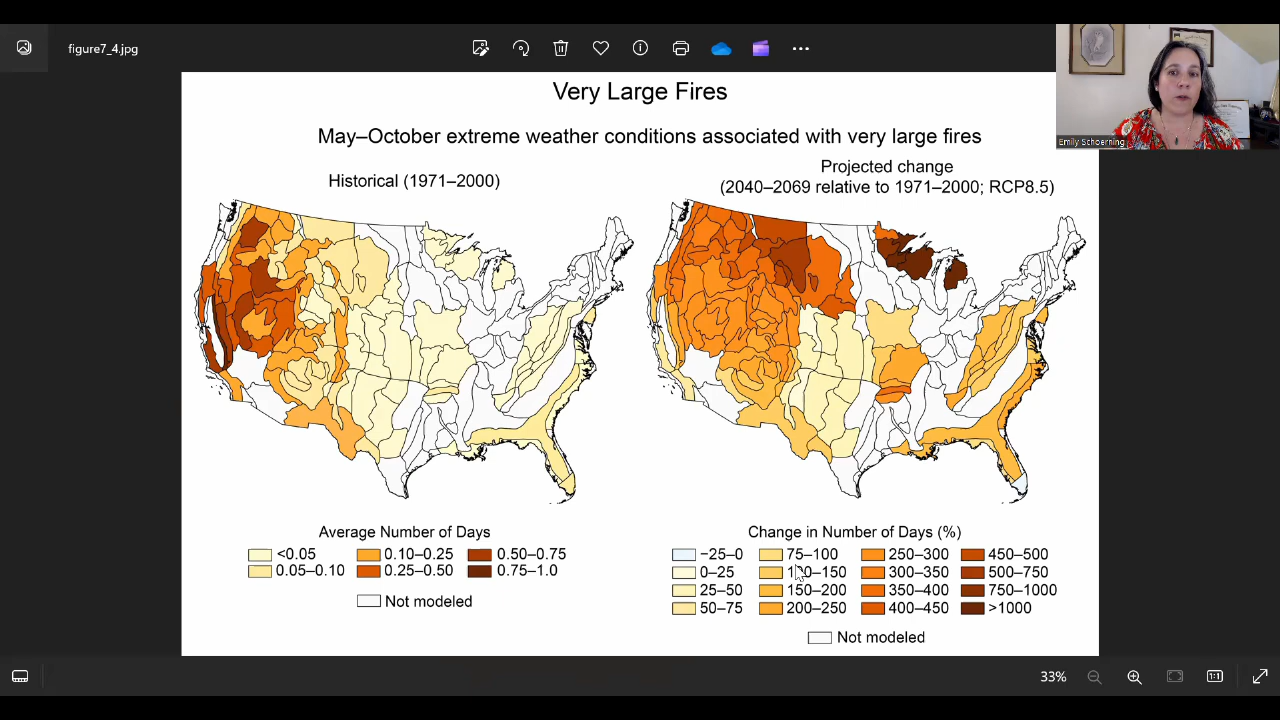 figure7_4.jpg
Very Large Fires
May–October extreme weather conditions associated with very large fires
Historical (1971–2000)
Projected change
(2040–2069 relative to 1971–2000; RCP8.5)
Emily Schoerning
Average Number of Days
<0.05 0.10–0.25 0.50–0.75
0.05–0.10 0.25–0.50 0.75–1.0
Not modeled
Change in Number of Days (%)
−25–0 75–100 250–300 450–500
0–25 100–150 300–350 500–750
25–50 150–200 350–400 750–1000
50–75 200–250 400–450 >1000
Not modeled
33%
1:1